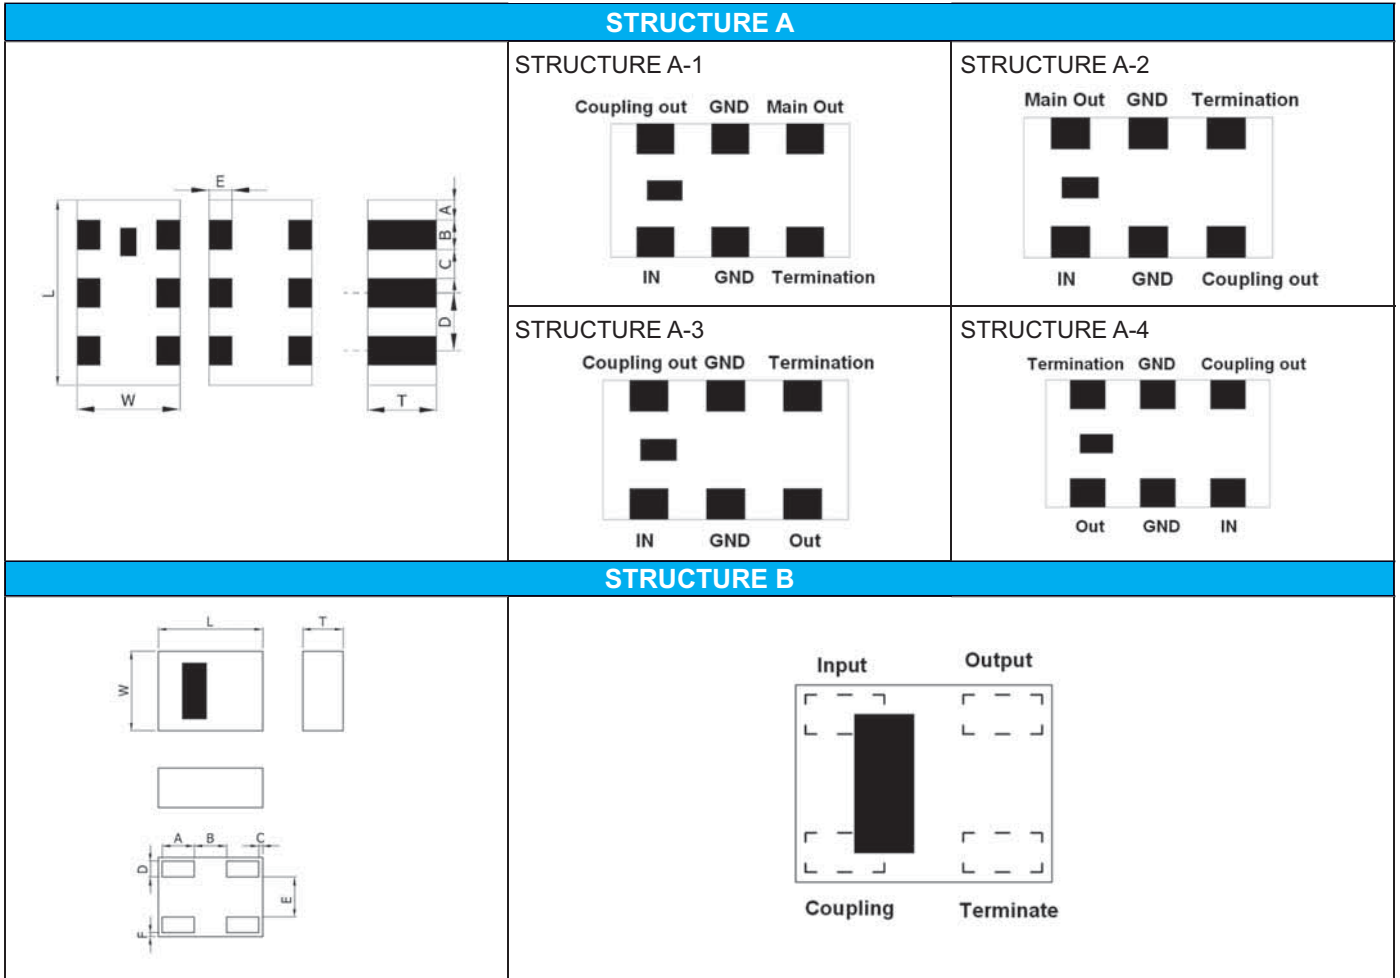 STRUCTURE A
STRUCTURE A-1
Coupling out GND Main Out
IN GND Termination
STRUCTURE A-2
Main Out GND Termination
IN GND Coupling out
E
L
W
A
B
C
D
T
STRUCTURE A-3
Coupling out GND Termination
IN GND Out
STRUCTURE A-4
Termination GND Coupling out
Out GND IN
STRUCTURE B
L
T
W
A B C
D
E
F
Input Output
Coupling Terminate